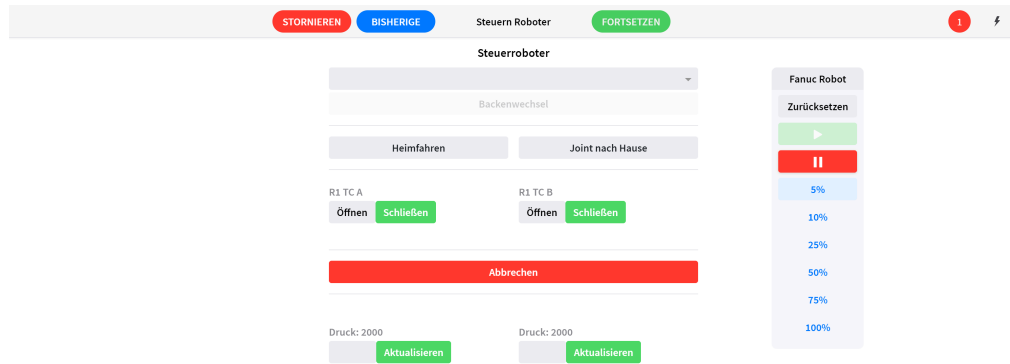 STORNIEREN BISHERIGE Steuern Roboter FORTSETZEN 1
Steuerroboter
Fanuc Robot
Backenwechsel
Zurücksetzen
Heimfahren Joint nach Hause
R1 TC A R1 TC B
5%
Öffnen Schließen Öffnen Schließen
10%
25%
Abbrechen
50%
75%
100%
Druck: 2000 Druck: 2000
Aktualisieren Aktualisieren